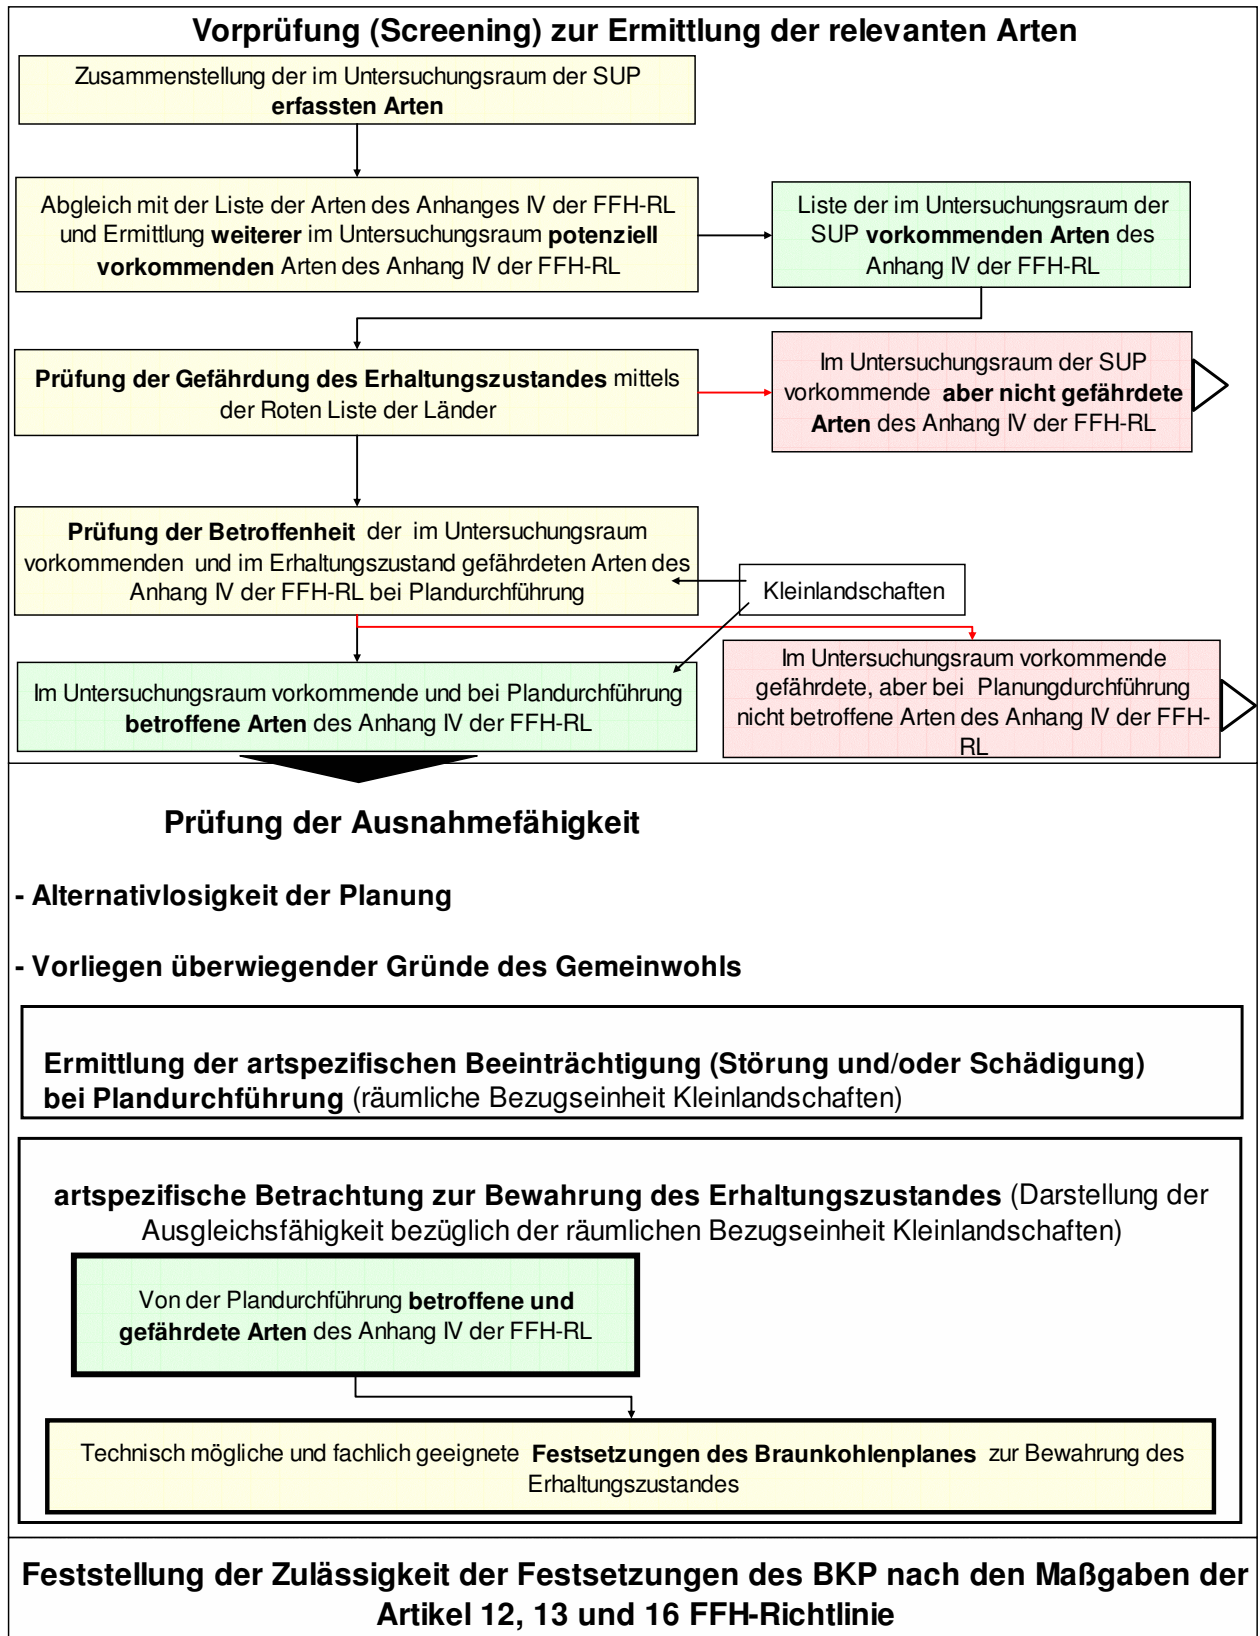 Vorprüfung (Screening) zur Ermittlung der relevanten Arten
Zusammenstellung der im Untersuchungsraum der SUP
erfassten Arten
Abgleich mit der Liste der Arten des Anhanges IV der FFH-RL
und Ermittlung weiterer im Untersuchungsraum potenziell
vorkommenden Arten des Anhang IV der FFH-RL
Liste der im Untersuchungsraum der
SUP vorkommenden Arten des
Anhang IV der FFH-RL
Prüfung der Gefährdung des Erhaltungszustandes mittels
der Roten Liste der Länder
Im Untersuchungsraum der SUP
vorkommende aber nicht gefährdete
Arten des Anhang IV der FFH-RL
Prüfung der Betroffenheit der im Untersuchungsraum
vorkommenden und im Erhaltungszustand gefährdeten Arten des
Anhang IV der FFH-RL bei Plandurchführung
Kleinlandschaften
Im Untersuchungsraum vorkommende und bei Plandurchführung
betroffene Arten des Anhang IV der FFH-RL
Im Untersuchungsraum vorkommende
gefährdete, aber bei Planungdurchführung
nicht betroffene Arten des Anhang IV der FFH-
RL
Prüfung der Ausnahmefähigkeit
- Alternativlosigkeit der Planung
- Vorliegen überwiegender Gründe des Gemeinwohls
Ermittlung der artspezifischen Beeinträchtigung (Störung und/oder Schädigung)
bei Plandurchführung (räumliche Bezugseinheit Kleinlandschaften)
artspezifische Betrachtung zur Bewahrung des Erhaltungszustandes (Darstellung der
Ausgleichsfähigkeit bezüglich der räumlichen Bezugseinheit Kleinlandschaften)
Von der Plandurchführung betroffene und
gefährdete Arten des Anhang IV der FFH-RL
Technisch mögliche und fachlich geeignete Festsetzungen des Braunkohlenplanes zur Bewahrung des
Erhaltungszustandes
Feststellung der Zulässigkeit der Festsetzungen des BKP nach den Maßgaben der
Artikel 12, 13 und 16 FFH-Richtlinie